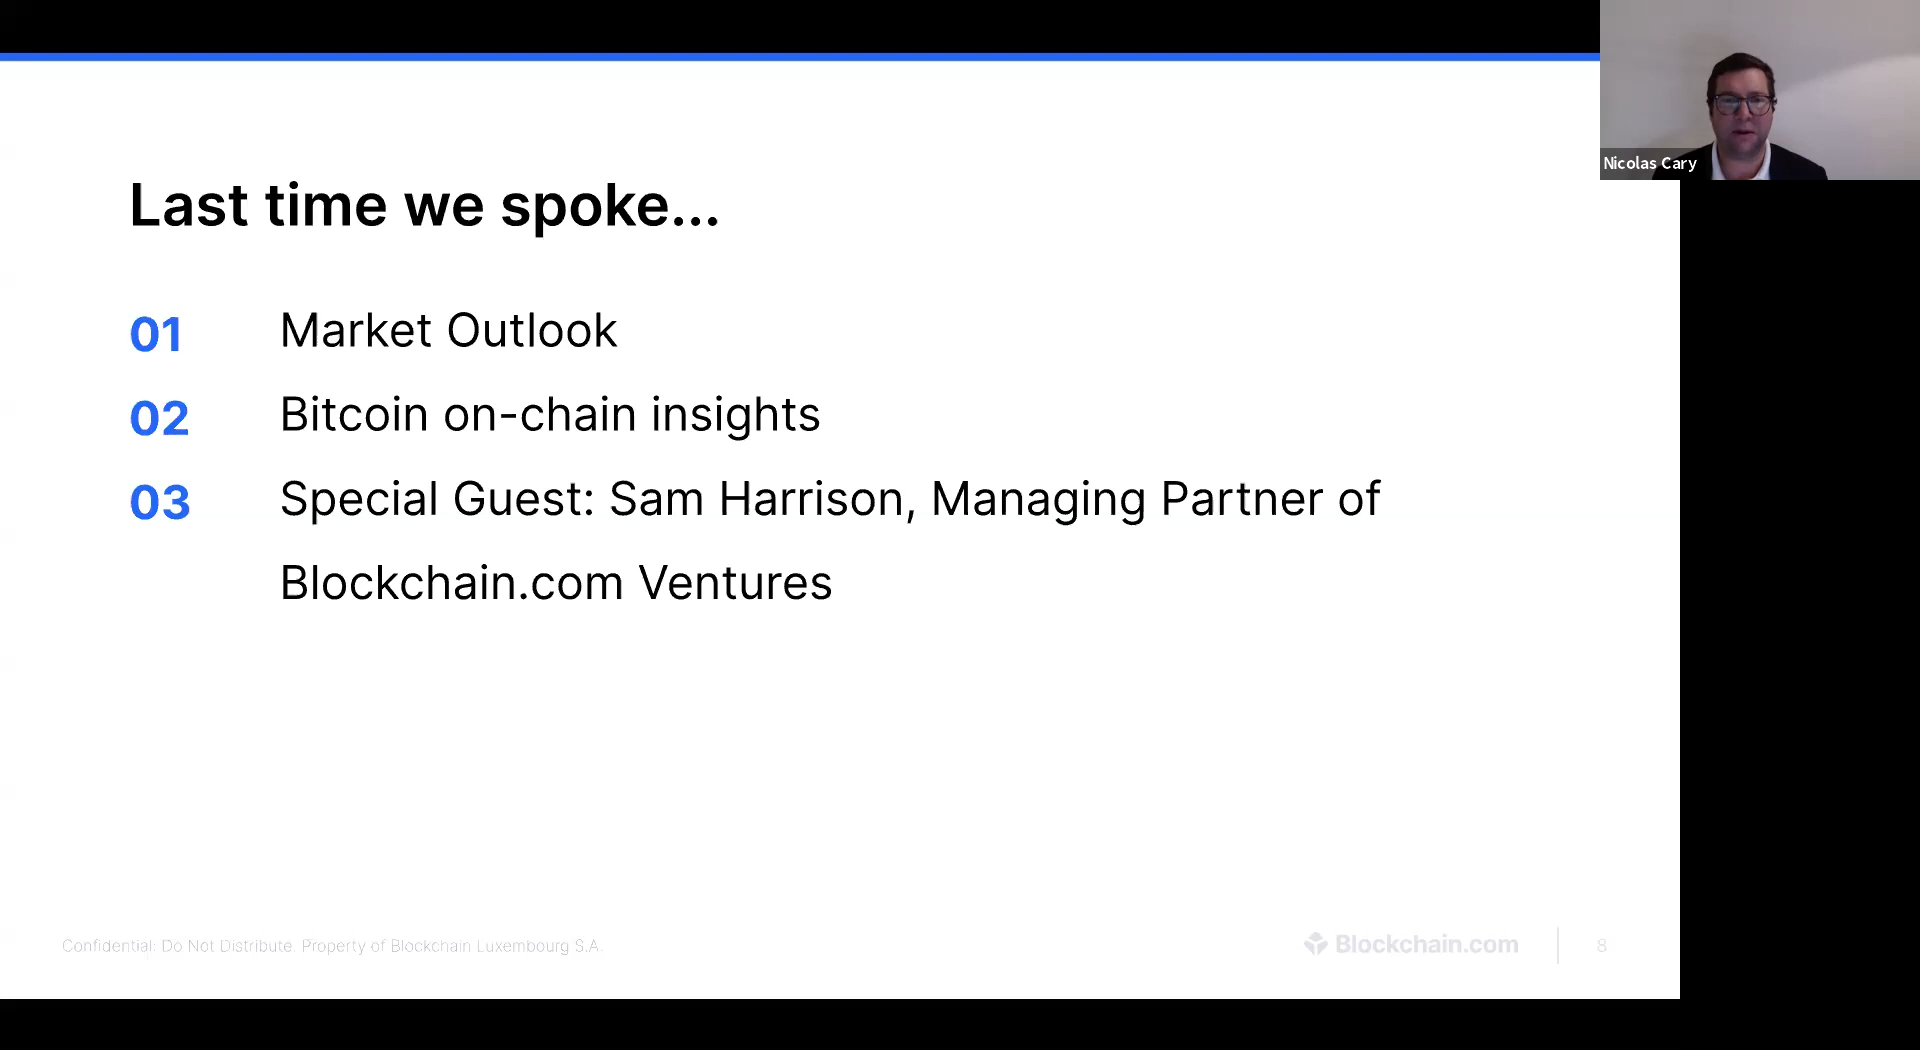 Nicolas Cary
Last time we spoke...
01 Market Outlook
02 Bitcoin on-chain insights
03 Special Guest: Sam Harrison, Managing Partner of
Blockchain.com Ventures
Confidential: Do Not Distribute. Property of Blockchain Luxembourg S.A.
Blockchain.com 8